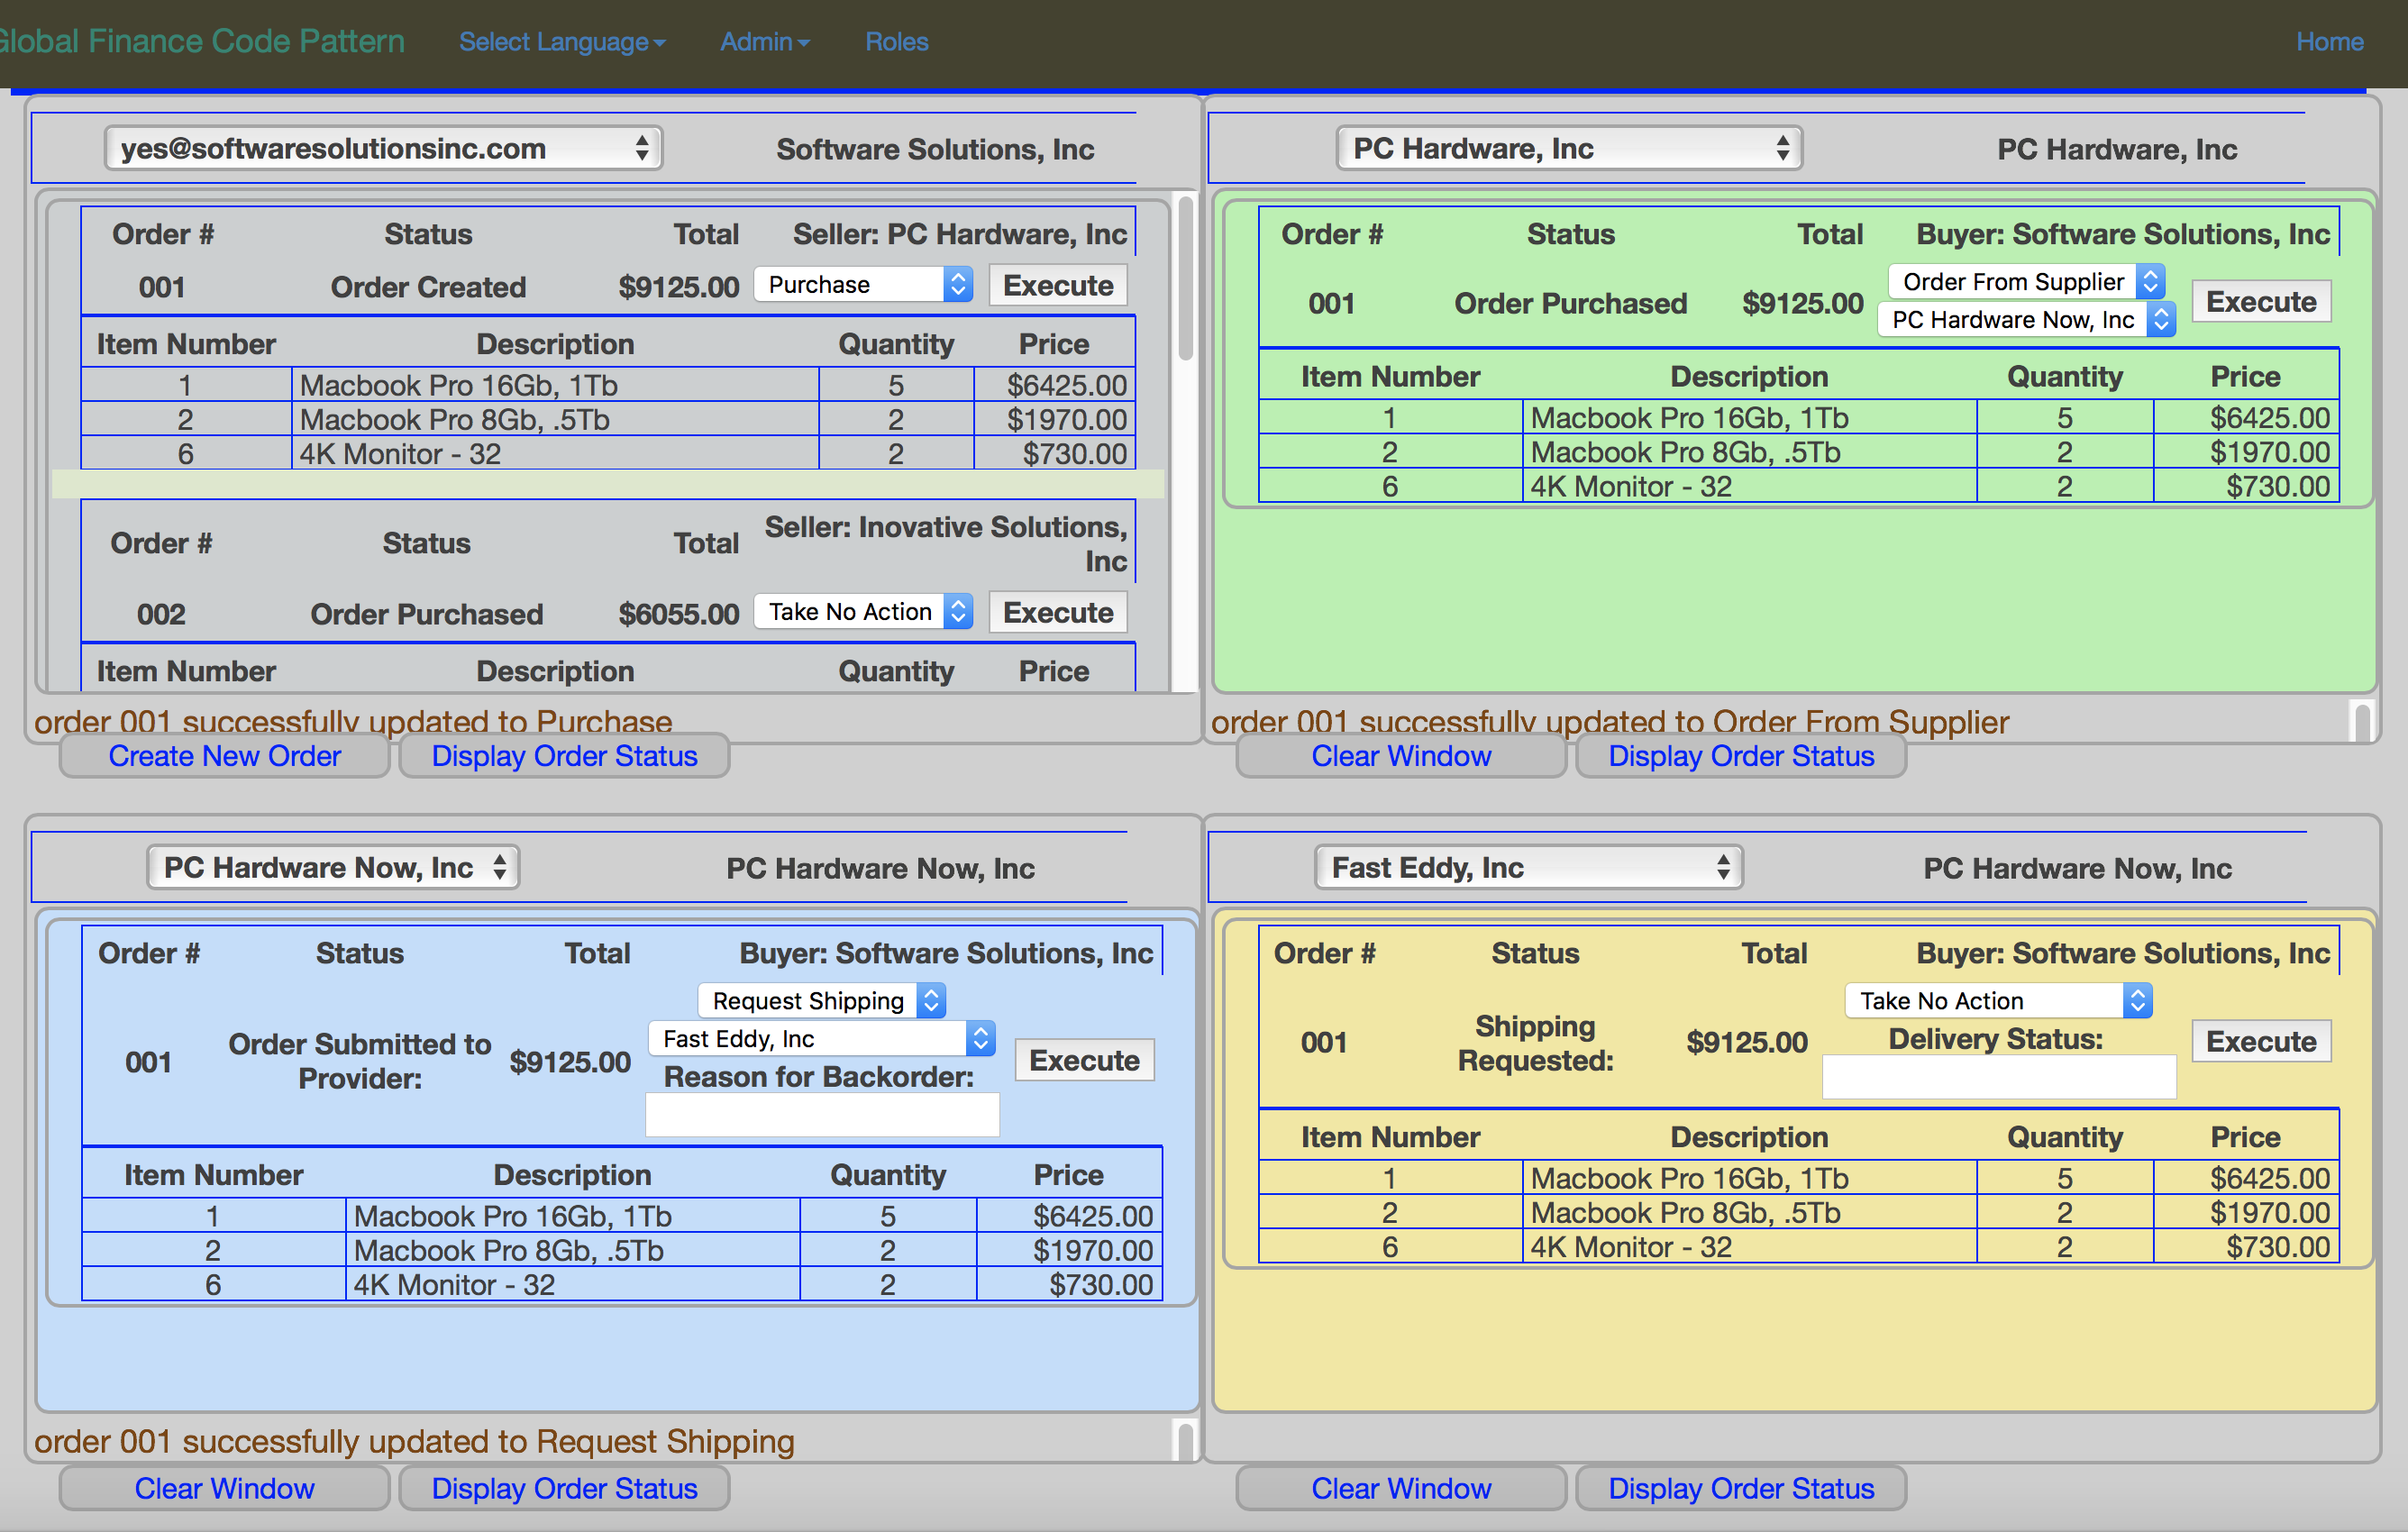 Global Finance Code Pattern Select Language Admin Roles Home
yes@softwaresolutionsinc.com Software Solutions, Inc
Order # Status Total Seller: PC Hardware, Inc
001 Order Created $9125.00 Purchase Execute
Item Number Description Quantity Price
1 Macbook Pro 16Gb, 1Tb 5 $6425.00
2 Macbook Pro 8Gb, .5Tb 2 $1970.00
6 4K Monitor - 32 2 $730.00
Order # Status Total Seller: Inovative Solutions,
Inc
002 Order Purchased $6055.00 Take No Action Execute
Item Number Description Quantity Price
order 001 successfully updated to Purchase
Create New Order Display Order Status
PC Hardware, Inc PC Hardware, Inc
Order # Status Total Buyer: Software Solutions, Inc
Order From Supplier
001 Order Purchased $9125.00 Execute
PC Hardware Now, Inc
Item Number Description Quantity Price
1 Macbook Pro 16Gb, 1Tb 5 $6425.00
2 Macbook Pro 8Gb, .5Tb 2 $1970.00
6 4K Monitor - 32 2 $730.00
order 001 successfully updated to Order From Supplier
Clear Window Display Order Status
PC Hardware Now, Inc PC Hardware Now, Inc
Order # Status Total Buyer: Software Solutions, Inc
Request Shipping
Fast Eddy, Inc
Order Submitted to
001 $9125.00 Execute
Provider: Reason for Backorder:
Item Number Description Quantity Price
1 Macbook Pro 16Gb, 1Tb 5 $6425.00
2 Macbook Pro 8Gb, .5Tb 2 $1970.00
6 4K Monitor - 32 2 $730.00
order 001 successfully updated to Request Shipping
Clear Window Display Order Status
Fast Eddy, Inc PC Hardware Now, Inc
Order # Status Total Buyer: Software Solutions, Inc
Take No Action
Shipping
001 $9125.00 Delivery Status: Execute
Requested:
Item Number Description Quantity Price
1 Macbook Pro 16Gb, 1Tb 5 $6425.00
2 Macbook Pro 8Gb, .5Tb 2 $1970.00
6 4K Monitor - 32 2 $730.00
Clear Window Display Order Status